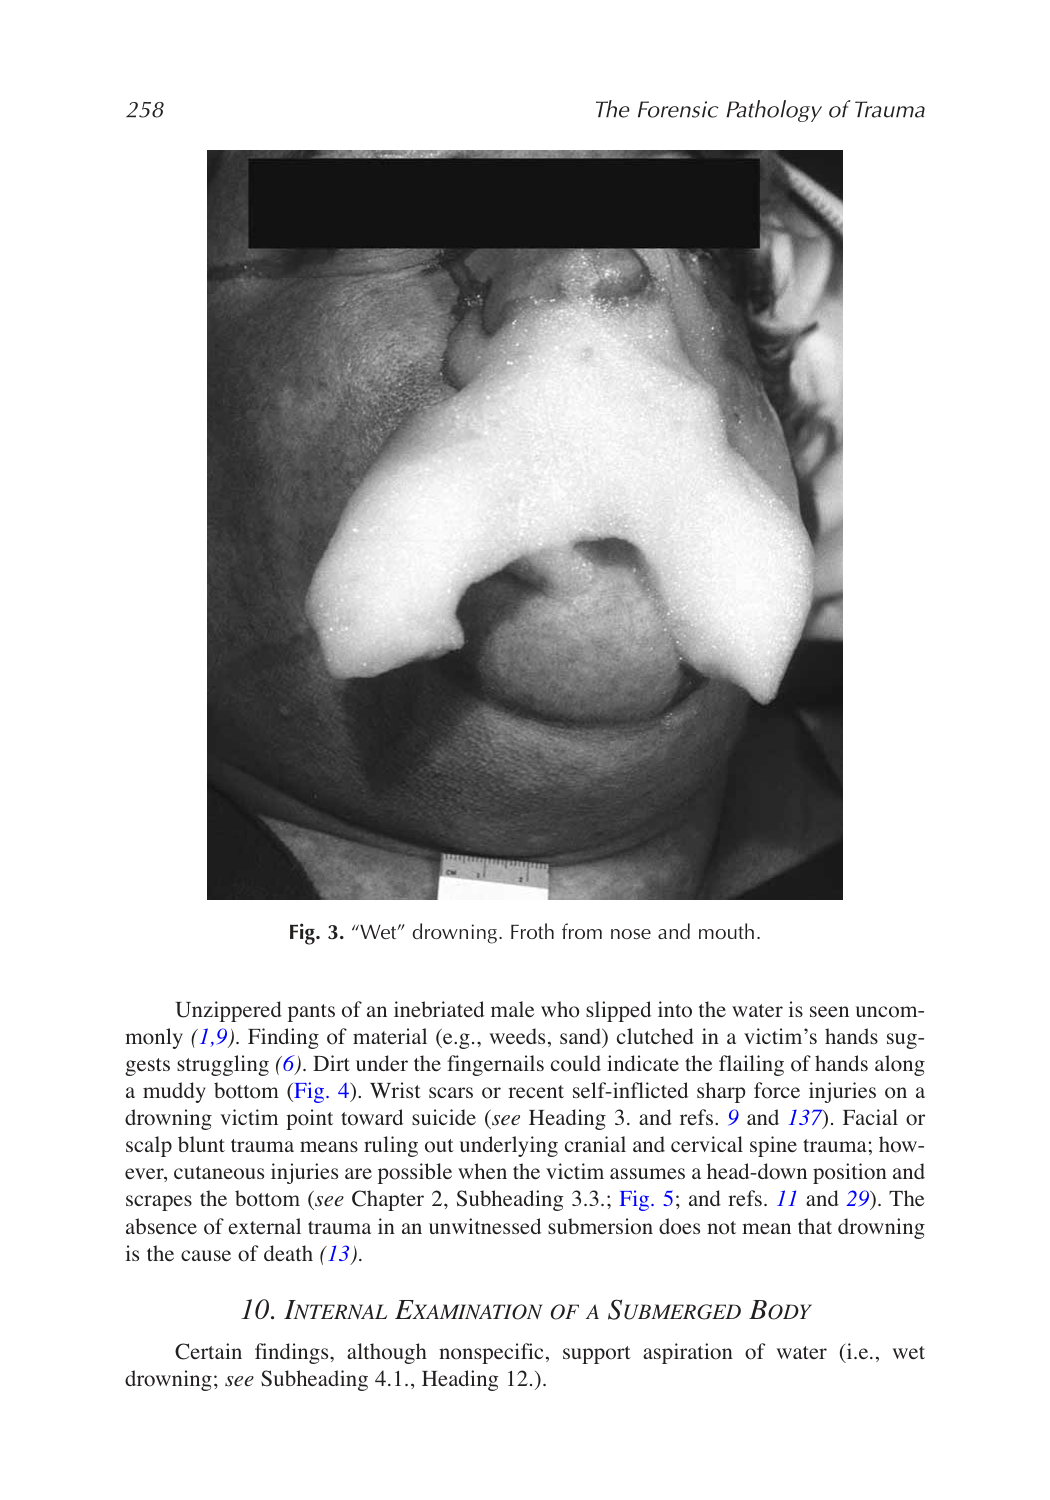 258
The Forensic Pathology of Trauma
CM 1 2
Fig. 3. “Wet” drowning. Froth from nose and mouth.
Unzippered pants of an inebriated male who slipped into the water is seen uncom-
monly (1,9). Finding of material (e.g., weeds, sand) clutched in a victim’s hands sug-
gests struggling (6). Dirt under the fingernails could indicate the flailing of hands along
a muddy bottom (Fig. 4). Wrist scars or recent self-inflicted sharp force injuries on a
drowning victim point toward suicide (see Heading 3. and refs. 9 and 137). Facial or
scalp blunt trauma means ruling out underlying cranial and cervical spine trauma; how-
ever, cutaneous injuries are possible when the victim assumes a head-down position and
scrapes the bottom (see Chapter 2, Subheading 3.3.; Fig. 5; and refs. 11 and 29). The
absence of external trauma in an unwitnessed submersion does not mean that drowning
is the cause of death (13).
10. INTERNAL EXAMINATION OF A SUBMERGED BODY
Certain findings, although nonspecific, support aspiration of water (i.e., wet
drowning; see Subheading 4.1., Heading 12.).